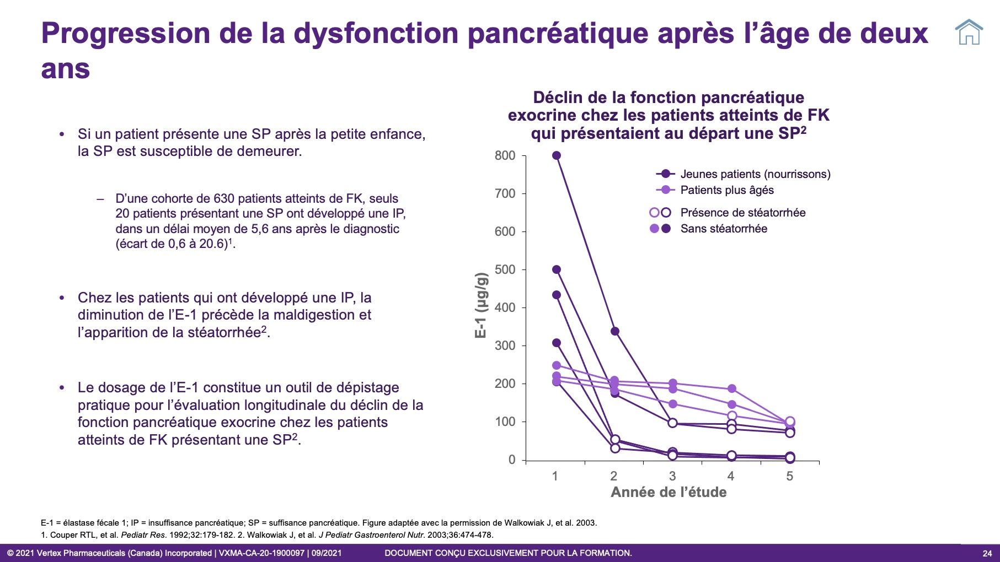 Progression de la dysfonction pancréatique après l’âge de deux
ans
• Si un patient présente une SP après la petite enfance,
la SP est susceptible de demeurer.
– D’une cohorte de 630 patients atteints de FK, seuls
20 patients présentant une SP ont développé une IP,
dans un délai moyen de 5,6 ans après le diagnostic
(écart de 0,6 à 20.6)¹.
• Chez les patients qui ont développé une IP, la
diminution de l’E-1 précède la maldigestion et
l’apparition de la stéatorrhée².
• Le dosage de l’E-1 constitue un outil de dépistage
pratique pour l’évaluation longitudinale du déclin de la
fonction pancréatique exocrine chez les patients
atteints de FK présentant une SP².
Déclin de la fonction pancréatique
exocrine chez les patients atteints de FK
qui présentaient au départ une SP²
800
700
600
500
400
300
200
100
0
E-1 (µg/g)
Jeunes patients (nourrissons)
Patients plus âgés
Présence de stéatorrhée
Sans stéatorrhée
1 2 3 4 5
Année de l’étude
E-1 = élastase fécale 1; IP = insuffisance pancréatique; SP = suffisance pancréatique. Figure adaptée avec la permission de Walkowiak J, et al. 2003.
1. Couper RTL, et al. Pediatr Res. 1992;32:179-182. 2. Walkowiak J, et al. J Pediatr Gastroenterol Nutr. 2003;36:474-478.
© 2021 Vertex Pharmaceuticals (Canada) Incorporated | VXMA-CA-20-1900097 | 09/2021 DOCUMENT CONÇU EXCLUSIVEMENT POUR LA FORMATION. 24